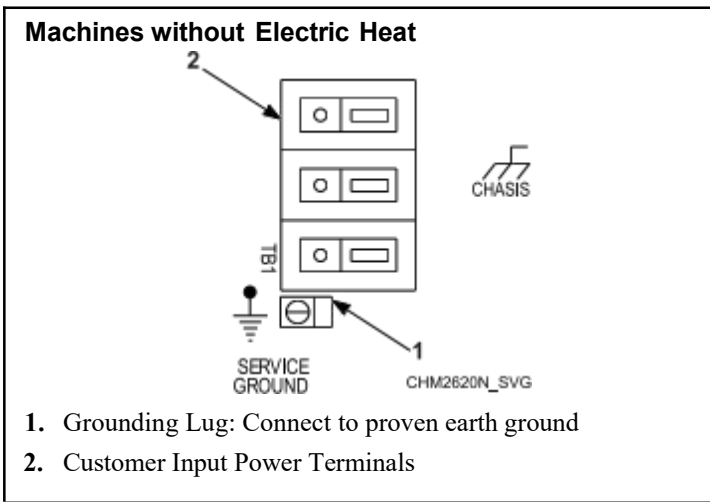 Machines without Electric Heat
2
CHASIS
TB1
1
SERVICE
GROUND
CHM2620N_SVG
1. Grounding Lug: Connect to proven earth ground
2. Customer Input Power Terminals